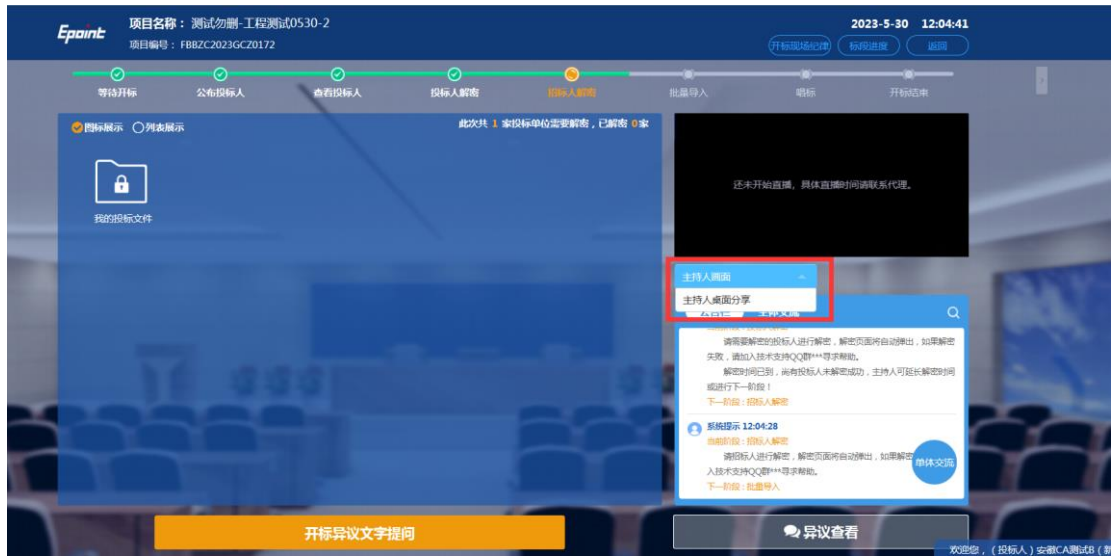 Epoint
项目名称： 测试勿删-工程测试0530-2
项目编号： FBBZC2023GCZ0172
2023-5-30 12:04:41
开标现场纪律 标段进度 返回
等待开标 公布投标人 查看投标人 投标人解密 招标人解密 批量导入 唱标 开标结束
图标展示 列表展示
此次共 1 家投标单位需要解密，已解密 0家
我的投标文件
还未开始直播，具体直播时间请联系代理。
主持人画面
主持人桌面分享
请需要解密的投标人进行解密，解密页面将自动弹出，如果解密
失败，请加入技术支持QQ群***寻求帮助。
解密时间已到，尚有投标人未解密成功，主持人可延长解密时间
或进行下一阶段！
下一阶段：招标人解密
系统提示 12:04:28
当前阶段：招标人解密
请招标人进行解密，解密页面将自动弹出，如果解密
入技术支持QQ群***寻求帮助。
下一阶段：批量导入
单体交流
开标异议文字提问
异议查看
欢迎您，（投标人）安徽CA测试B（